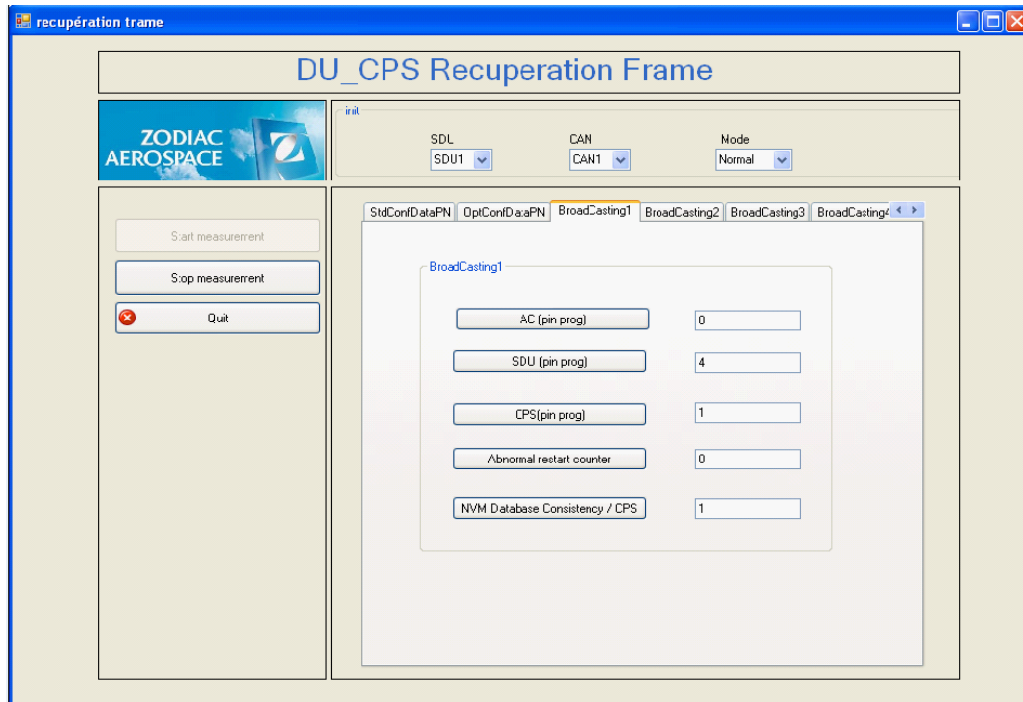 recupération trame
DU_CPS Recuperation Frame
ZODIAC
AEROSPACE
init
SDU CAN Mode
SDU1 CAN1 Normal
StdConfDataPN OptConfDataPN BroadCasting1 BroadCasting2 BroadCasting3 BroadCasting4
Start measurement
Stop measurement
Quit
BroadCasting1
AC (pin prog) 0
SDU (pin prog) 4
CPS(pin prog) 1
Abnormal restart counter 0
NVM Database Consistency / CPS 1